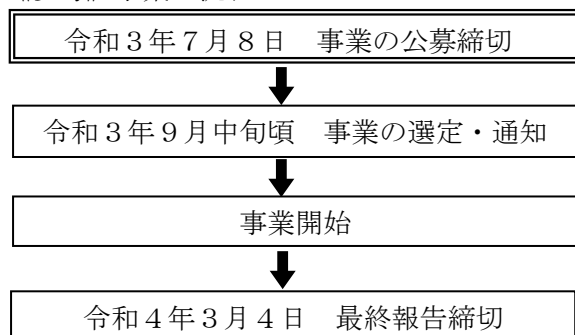 令和３年７月８日　事業の公募締切
令和３年９月中旬頃　事業の選定・通知
事業開始
令和４年３月４日　最終報告締切